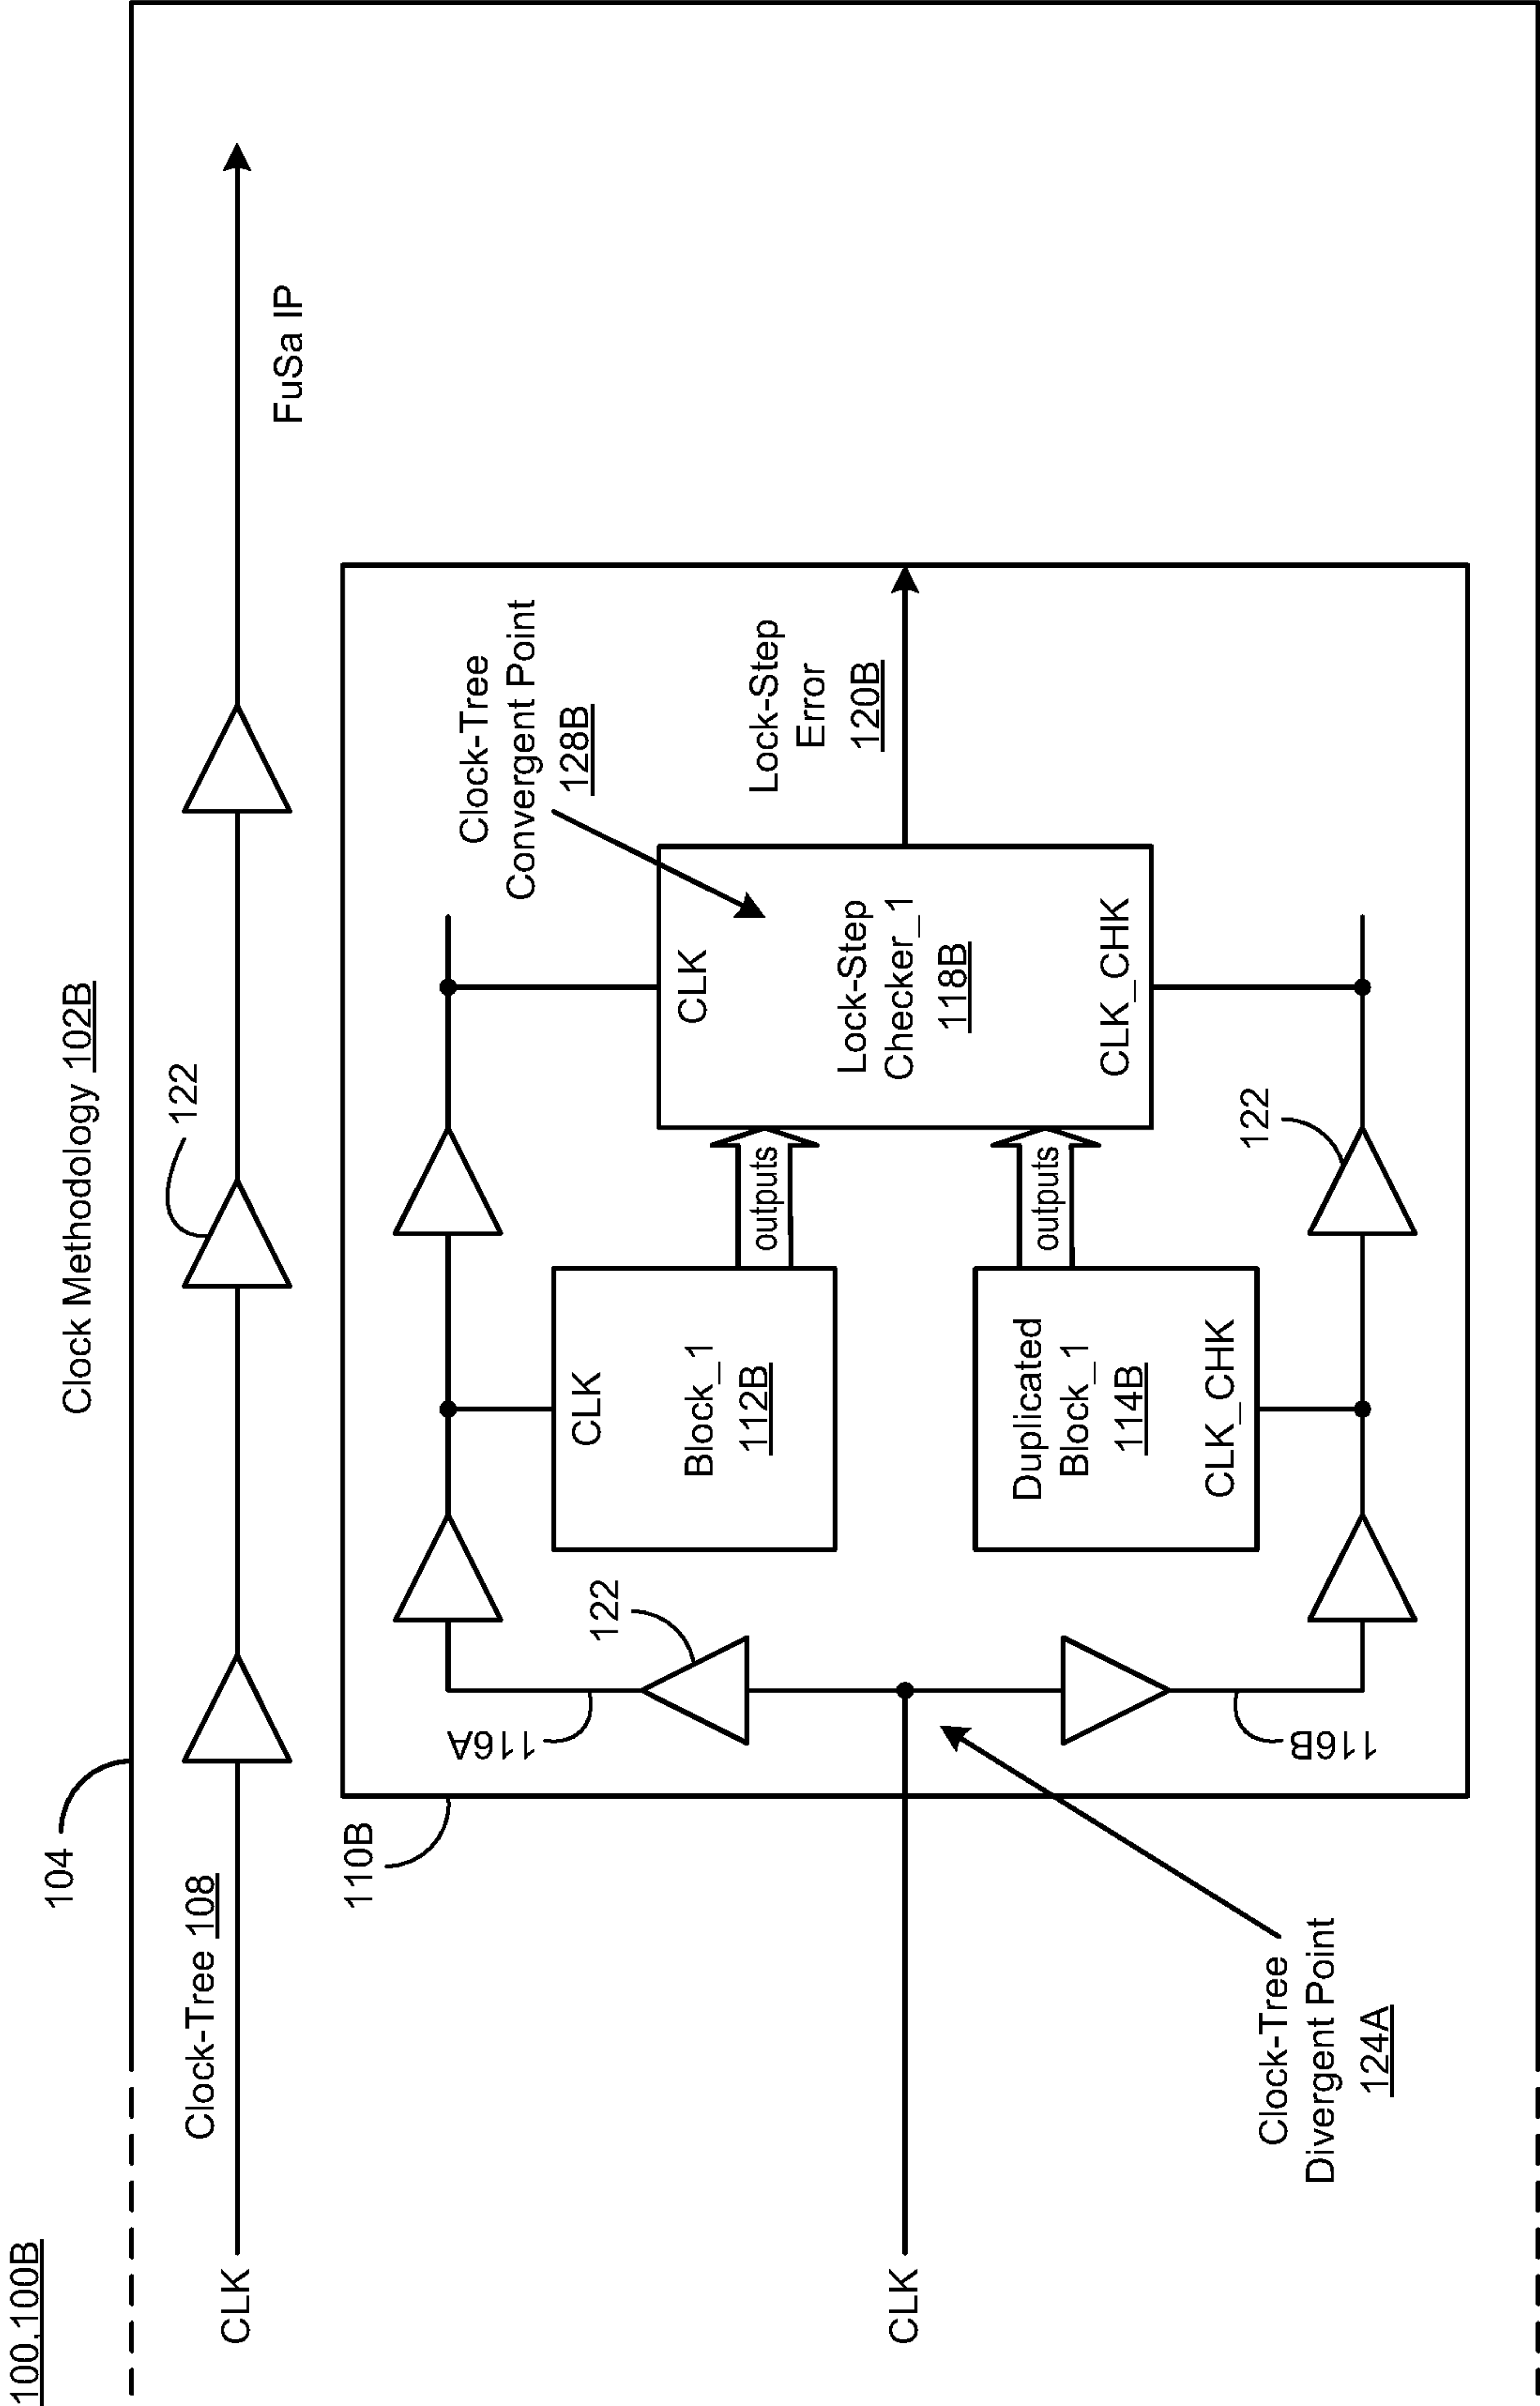 100,100B
Clock Methodology 102B
104
122
Clock-Tree 108
CLK
FuSa IP
110B
Clock-Tree
Convergent Point
128B
116A
122
CLK
Block_1
112B
outputs
CLK
Lock-Step
Checker_1
118B
CLK_CHK
Lock-Step
Error
120B
CLK
Duplicated
Block_1
114B
CLK_CHK
outputs
116B
122
Clock-Tree
Divergent Point
124A